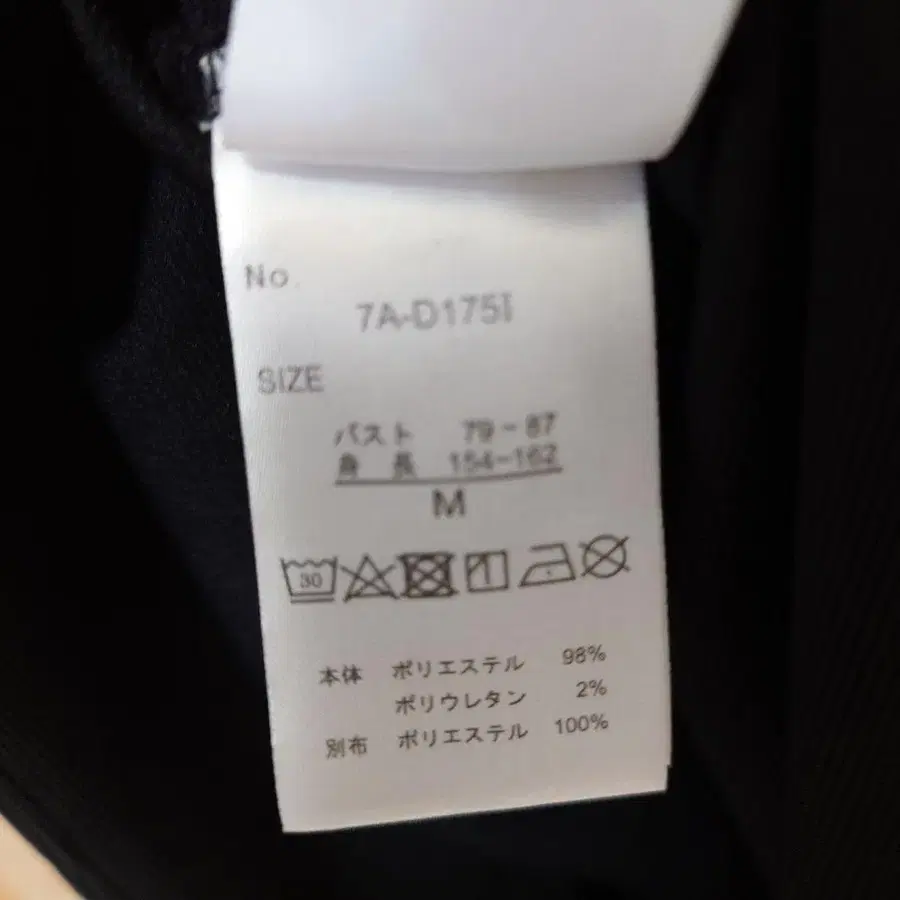 No.
7A-D175I
SIZE
バスト 79-87
身長 154-162
M
30
本体 ポリエステル 98%
ポリウレタン 2%
別布 ポリエステル 100%